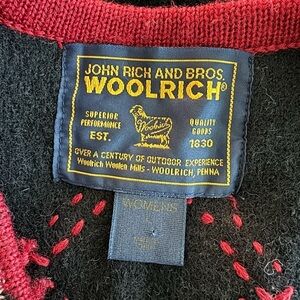 JOHN RICH AND BROS.
WOOLRICH®
SUPERIOR
PERFORMANCE
EST.
Woolrich
QUALITY
GOODS
1830
OVER A CENTURY OF OUTDOOR EXPERIENCE
Woolrich Woolen Mills - WOOLRICH, PENNA
WOMENS